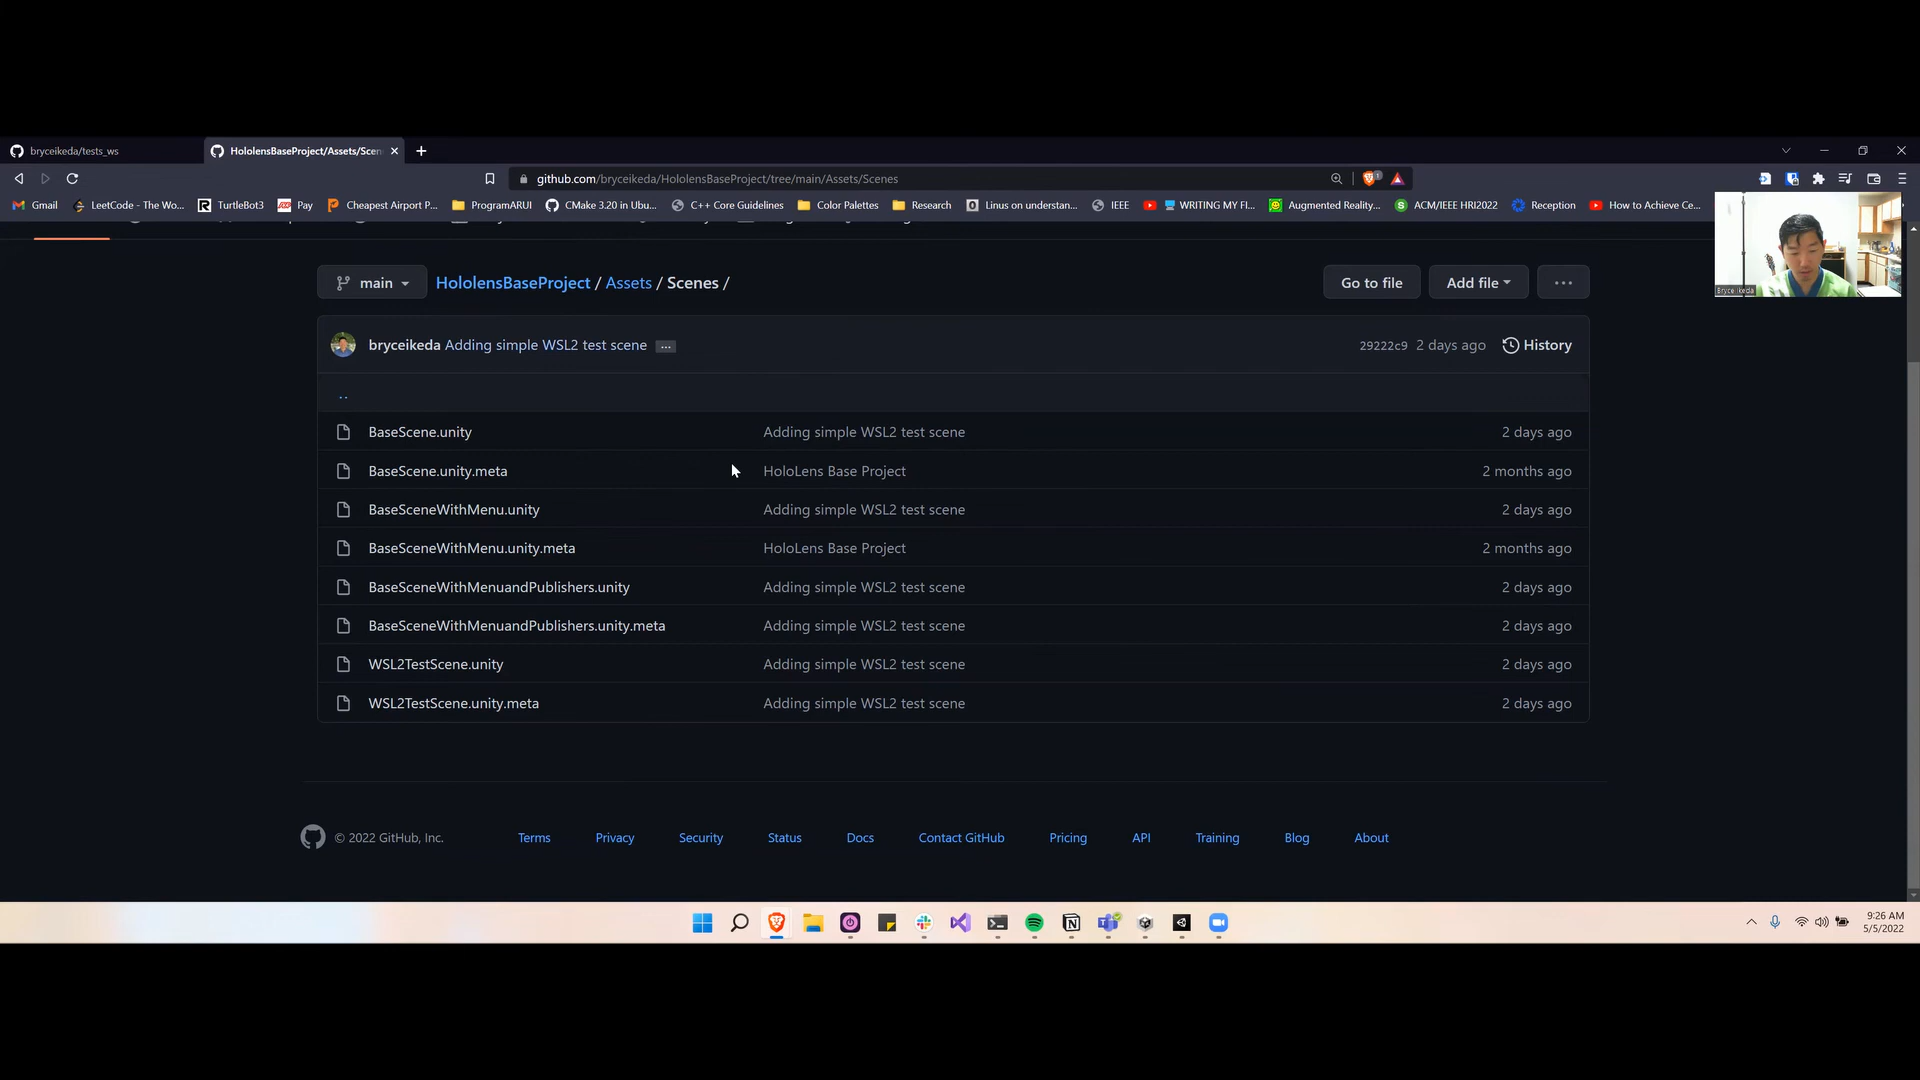 bryceikeda/tests_ws
HololensBaseProject/Assets/Scen
github.com/bryceikeda/HololensBaseProject/tree/main/Assets/Scenes
1
Gmail LeetCode - The Wo... TurtleBot3 Pay Cheapest Airport P... ProgramARUI CMake 3.20 in Ubu... C++ Core Guidelines Color Palettes Research Linus on understan... IEEE WRITING MY FI... Augmented Reality,... ACM/IEEE HRI2022 Reception How to Achieve Ce...
Bryce Ikeda
main HololensBaseProject / Assets / Scenes / Go to file Add file ...
bryceikeda Adding simple WSL2 test scene ... 29222c9 2 days ago History
..
BaseScene.unity Adding simple WSL2 test scene 2 days ago
BaseScene.unity.meta HoloLens Base Project 2 months ago
BaseSceneWithMenu.unity Adding simple WSL2 test scene 2 days ago
BaseSceneWithMenu.unity.meta HoloLens Base Project 2 months ago
BaseSceneWithMenuandPublishers.unity Adding simple WSL2 test scene 2 days ago
BaseSceneWithMenuandPublishers.unity.meta Adding simple WSL2 test scene 2 days ago
WSL2TestScene.unity Adding simple WSL2 test scene 2 days ago
WSL2TestScene.unity.meta Adding simple WSL2 test scene 2 days ago
© 2022 GitHub, Inc. Terms Privacy Security Status Docs Contact GitHub Pricing API Training Blog About
9:26 AM
5/5/2022